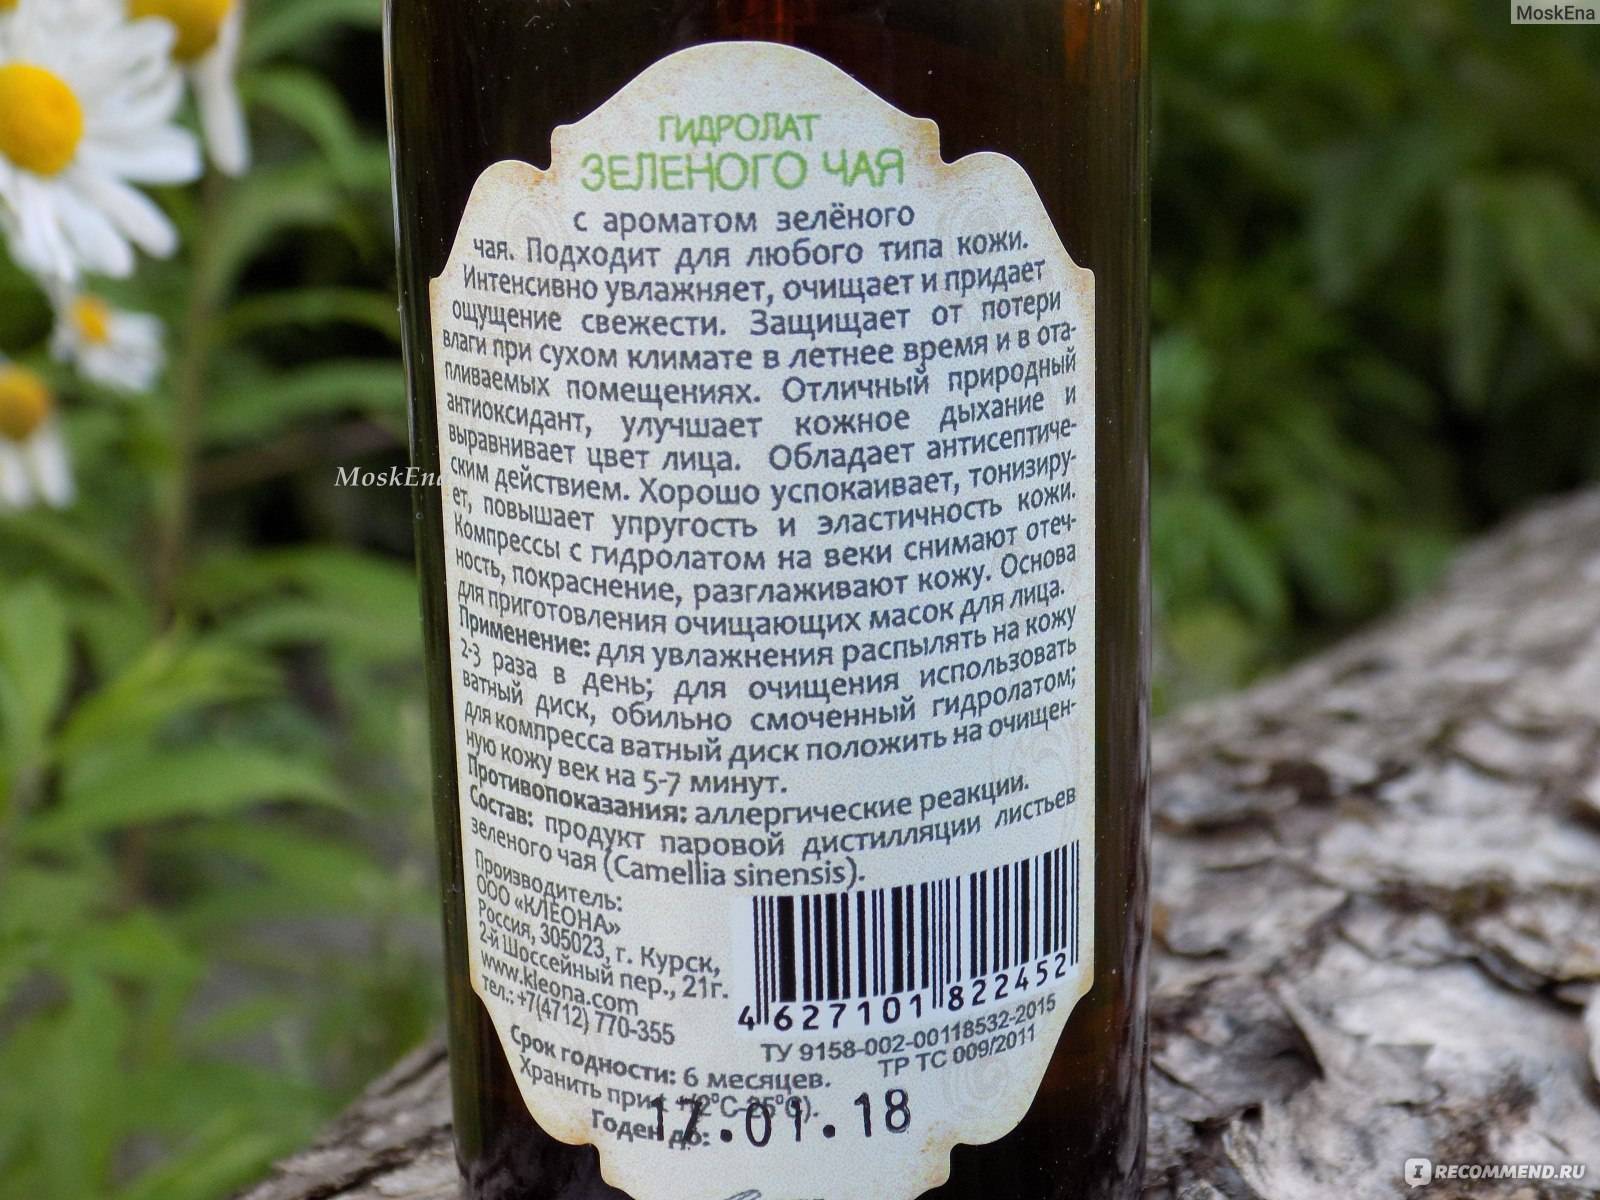 MoskEna
ГИДРОЛАТ
ЗЕЛЕНОГО ЧАЯ
с ароматом зелёного
чая. Подходит для любого типа кожи.
Интенсивно увлажняет, очищает и придает
ощущение свежести. Защищает от потери
влаги при сухом климате в летнее время и в ота-
пливаемых помещениях. Отличный природный
антиоксидант, улучшает кожное дыхание и
выравнивает цвет лица. Обладает антисептиче-
ским действием. Хорошо успокаивает, тонизиру-
ет, повышает упругость и эластичность кожи.
Компрессы с гидролатом на веки снимают отеч-
ность, покраснение, разглаживают кожу. Основа
для приготовления очищающих масок для лица.
Применение: для увлажнения распылять на кожу
2-3 раза в день; для очищения использовать
ватный диск, обильно смоченный гидролатом;
для компресса ватный диск положить на очищен-
ную кожу век на 5-7 минут.
Противопоказания: аллергические реакции.
Состав: продукт паровой дистилляции листьев
зеленого чая (Camellia sinensis).
Производитель:
ООО «КЛЕОНА»
Россия, 305023, г. Курск,
2-й Шоссейный пер., 21г.
www.kleona.com
тел.: +7(4712) 770-355
4 627101 822452
ТУ 9158-002-00118532-2015
ТР ТС 009/2011
Срок годности: 6 месяцев.
Хранить при
Годен до: 17.01.18
MoskEna
RECOMMEND.RU